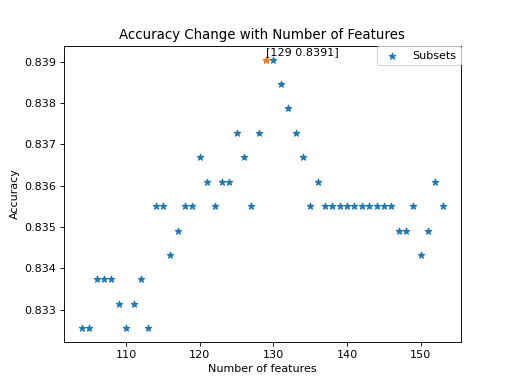 Accuracy Change with Number of Features
[129 0.8391]
Subsets
0.839
0.838
0.837
0.836
0.835
0.834
0.833
Accuracy
110 120 130 140 150
Number of features